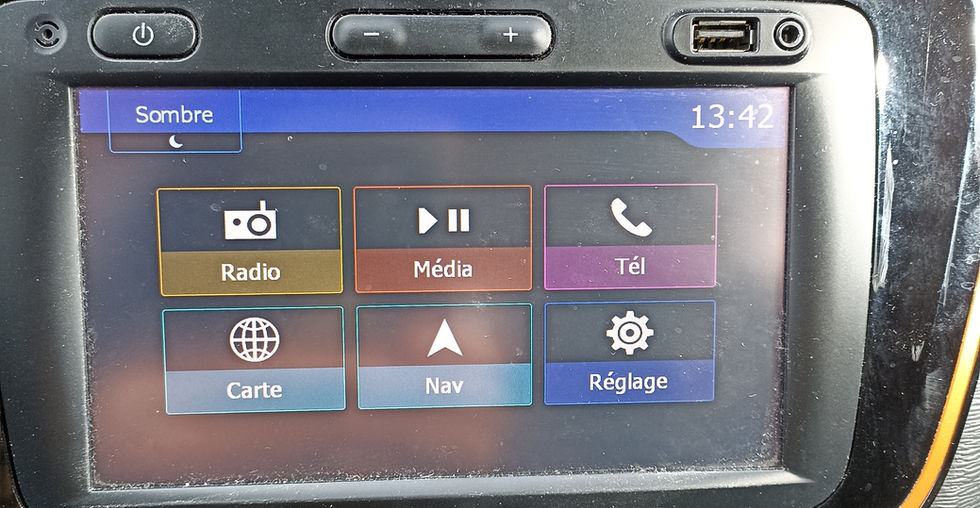 Sombre
13:42
Radio
Média
Tél
Carte
Nav
Réglage